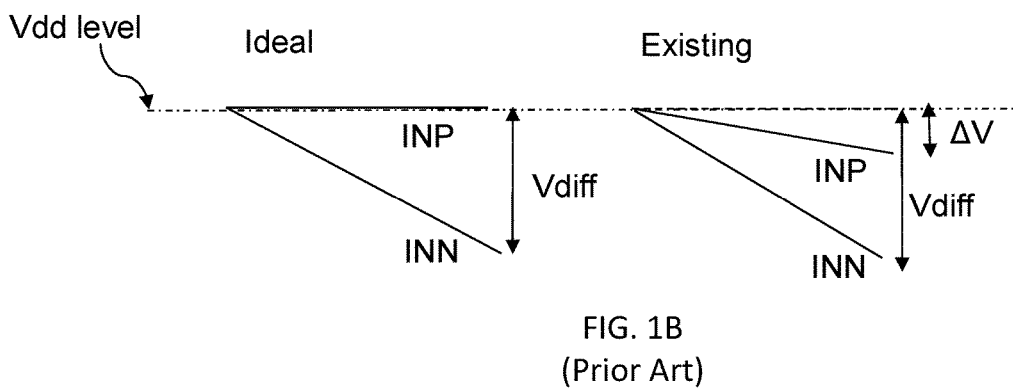 Vdd level
Ideal
Existing
INP
Vdiff
INN
ΔV
INP
Vdiff
INN
FIG. 1B
(Prior Art)